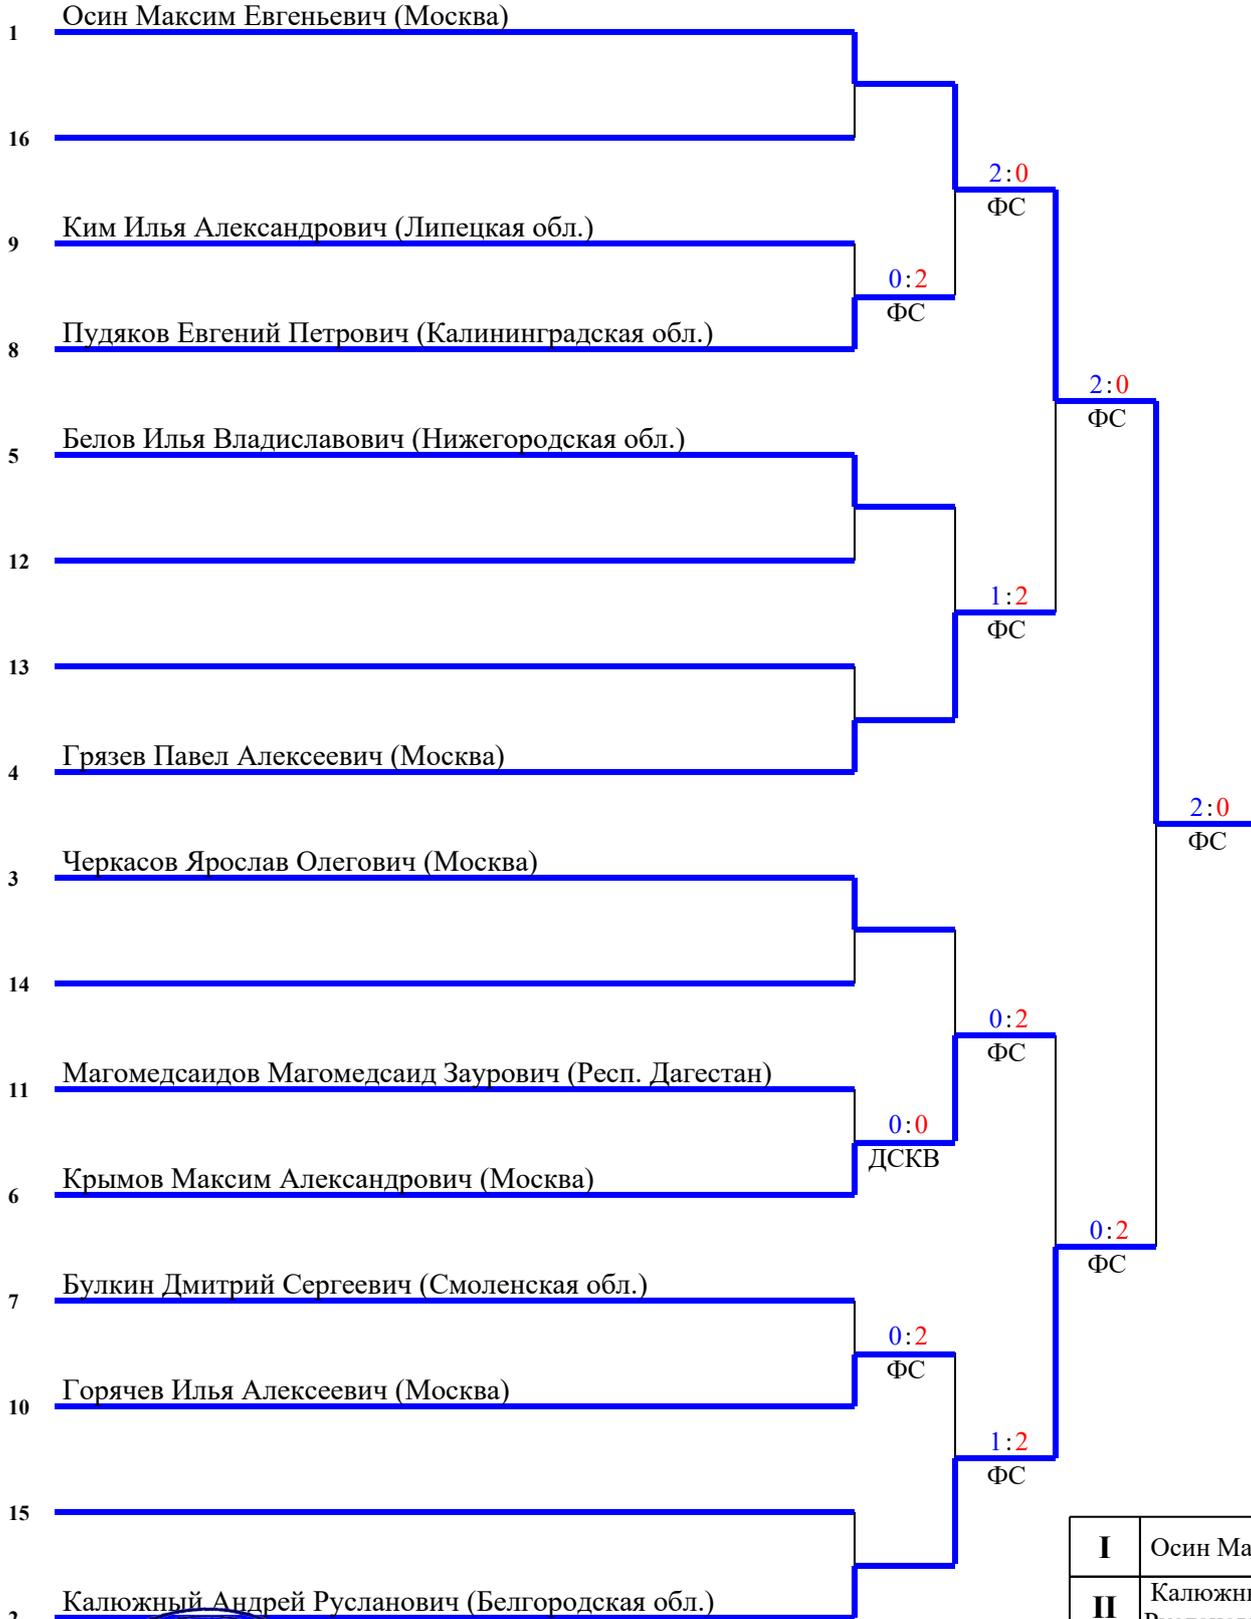 Осин Максим Евгеньевич (Москва)
1
16
2:0
ФС
Ким Илья Александрович (Липецкая обл.)
9
0:2
ФС
Пудяков Евгений Петрович (Калининградская обл.)
8
2:0
ФС
Белов Илья Владиславович (Нижегородская обл.)
5
12
1:2
ФС
13
Грязев Павел Алексеевич (Москва)
4
2:0
ФС
Черкасов Ярослав Олегович (Москва)
3
14
0:2
ФС
Магомедсаидов Магомедсаид Заурович (Респ. Дагестан)
11
0:0
ДСКВ
Крымов Максим Александрович (Москва)
6
0:2
ФС
Булкин Дмитрий Сергеевич (Смоленская обл.)
7
0:2
ФС
Горячев Илья Алексеевич (Москва)
10
1:2
ФС
15
I Осин Ма
Калюжный Андрей Русланович (Белгородская обл.)
2
II Калюжн